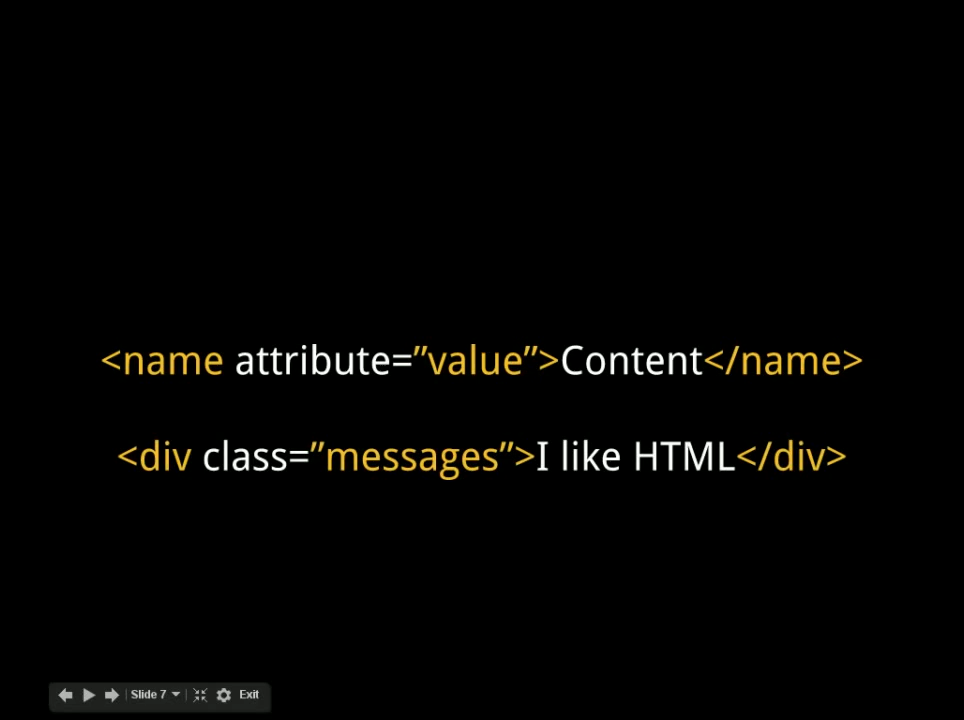 <name attribute=”value”>Content</name>
<div class=”messages”>I like HTML</div>
Slide 7 Exit